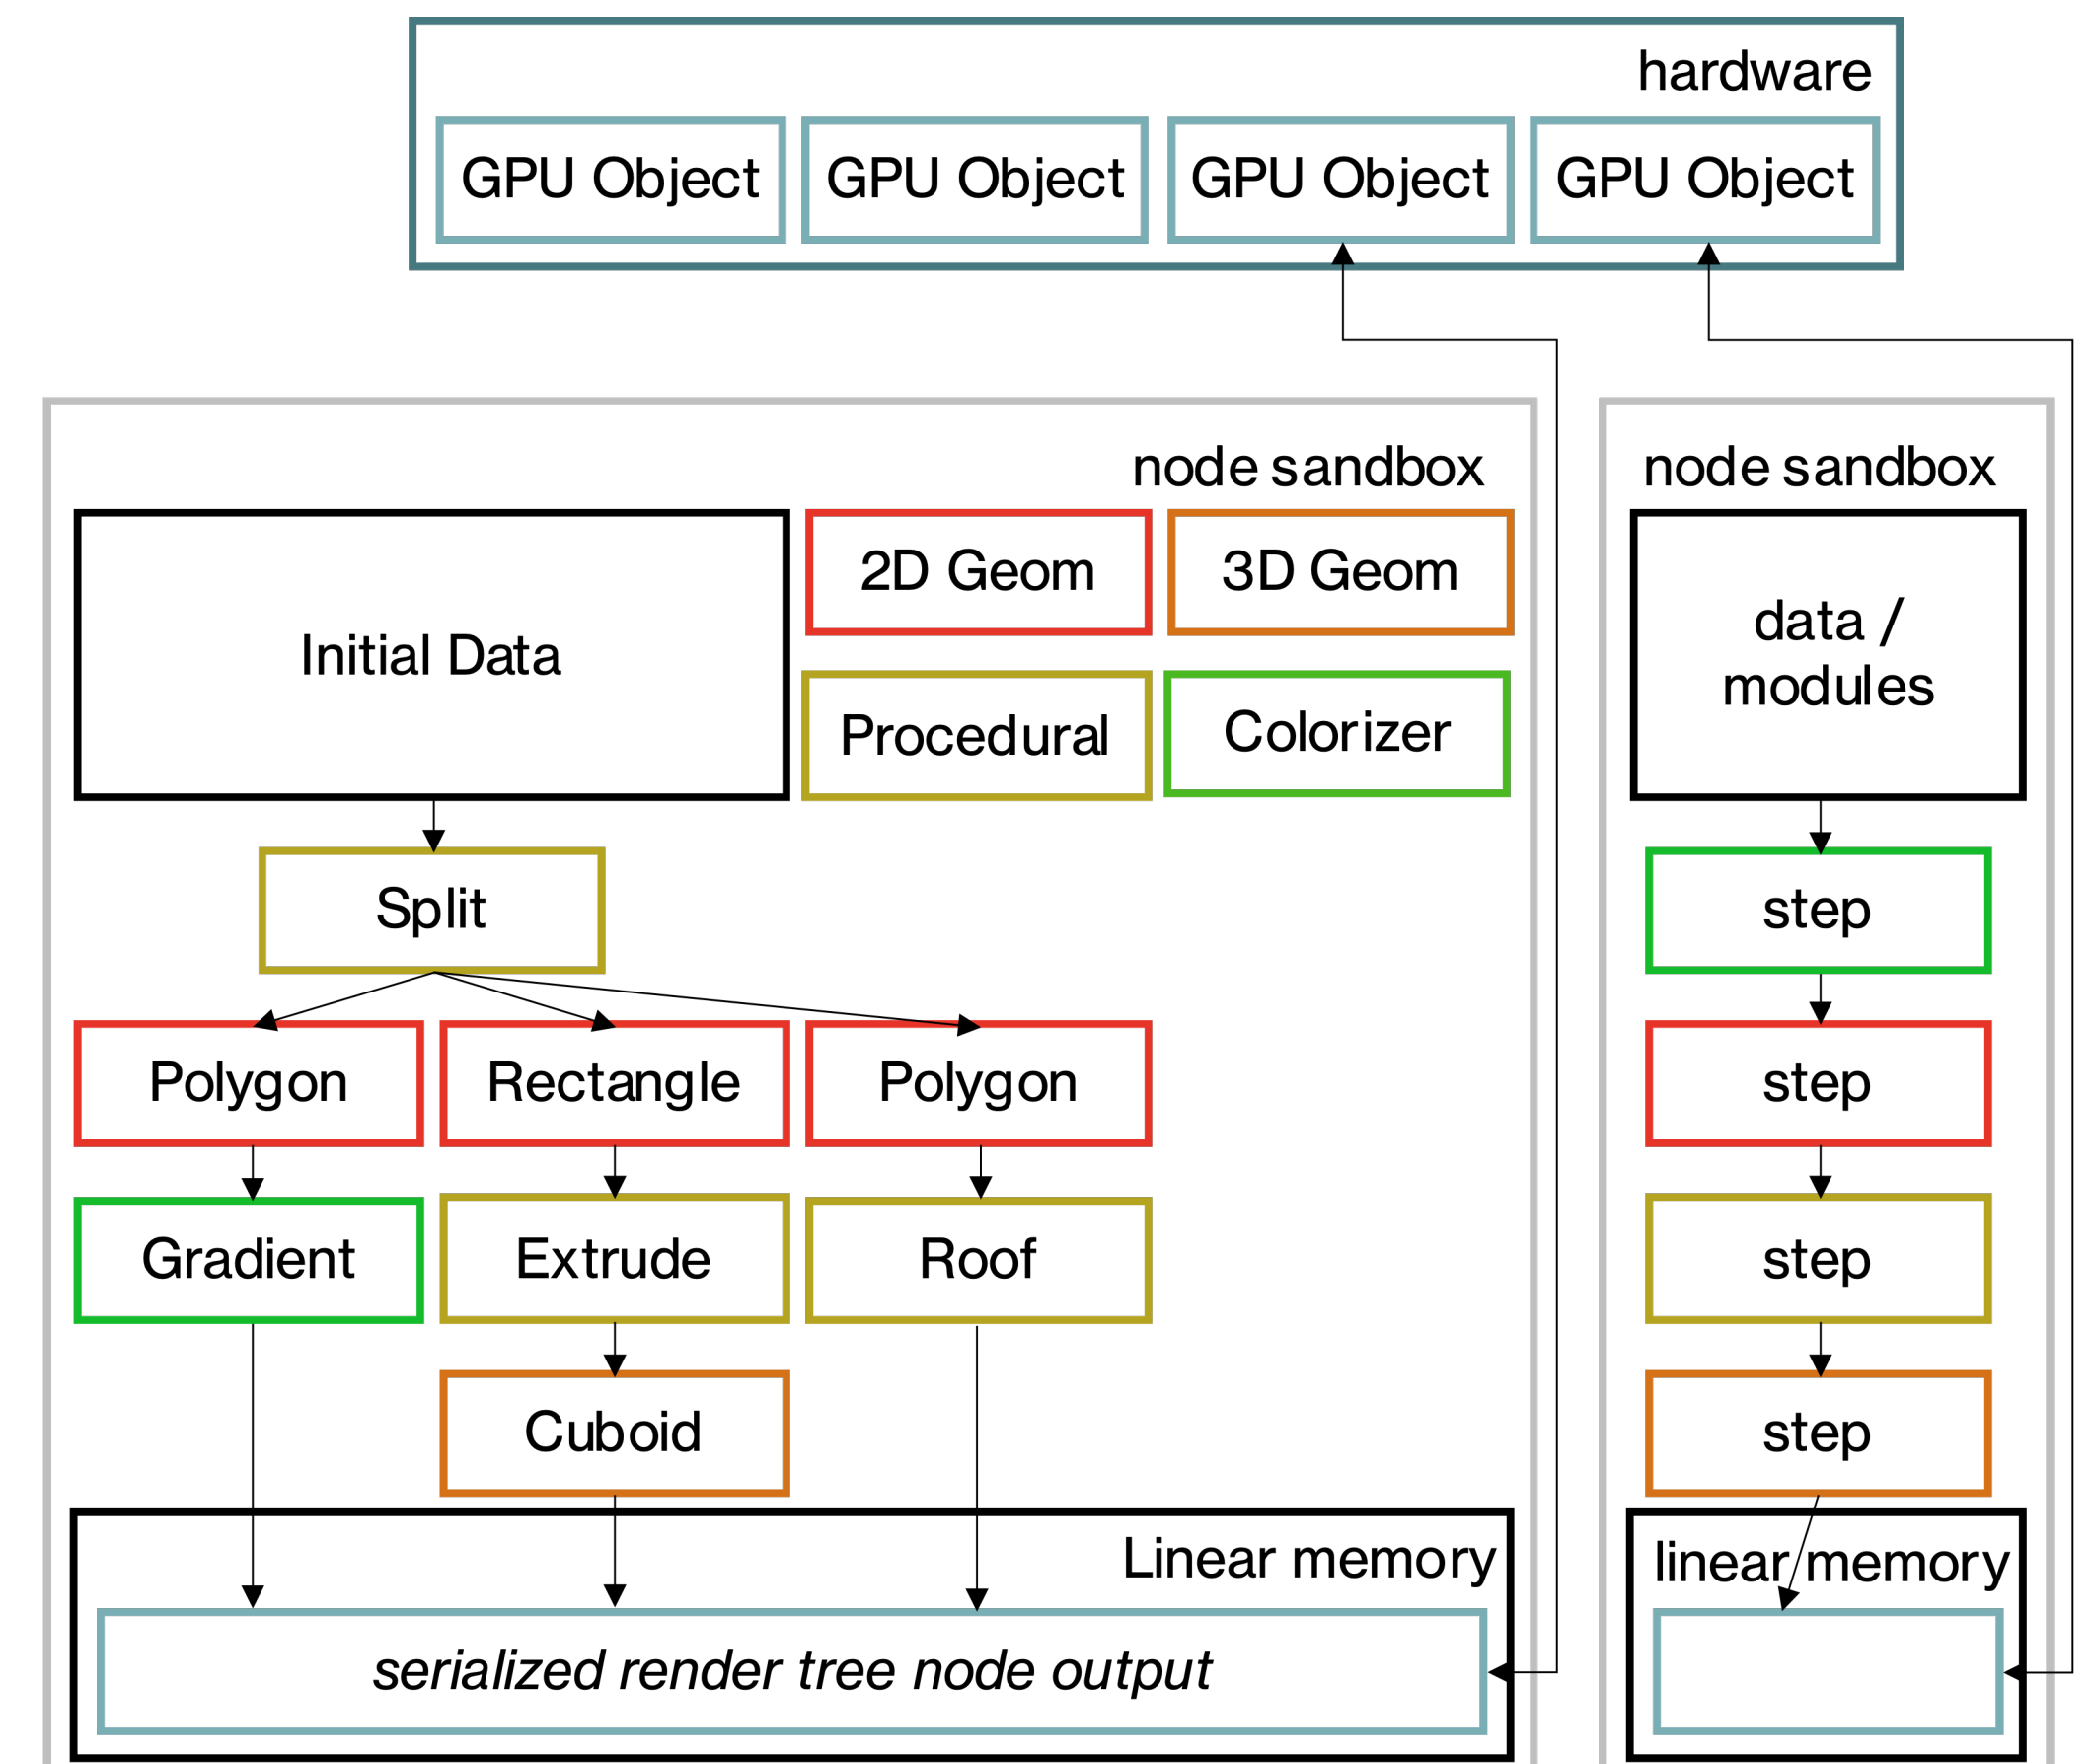 hardware
GPU Object
GPU Object
GPU Object
GPU Object
node sandbox
Initial Data
2D Geom
3D Geom
Procedural
Colorizer
Split
Polygon
Rectangle
Polygon
Gradient
Extrude
Roof
Cuboid
Linear memory
serialized render tree node output
node sandbox
data /
modules
step
step
step
step
linear memory